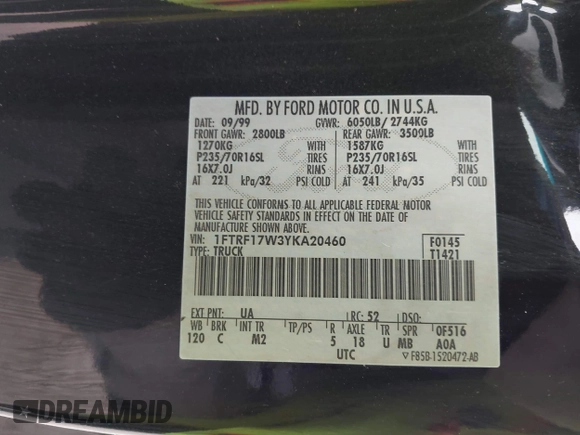 MFD. BY FORD MOTOR CO. IN U.S.A.
DATE: 09/99 GVWR: 6050LB/ 2744KG
FRONT GAWR: 2800LB REAR GAWR: 3500LB
1270KG WITH 1587KG WITH
P235/70R16SL TIRES P235/70R16SL TIRES
16X7.0J RIMS 16X7.0J RIMS
AT 221 kPa/32 PSI COLD AT 241 kPa/35 PSI COLD
THIS VEHICLE CONFORMS TO ALL APPLICABLE FEDERAL MOTOR
VEHICLE SAFETY STANDARDS IN EFFECT ON THE DATE OF
MANUFACTURE SHOWN ABOVE.
VIN: 1FTRF17W3YKA20460 F0145
TYPE: TRUCK T1421
EXT PNT: UA RC: 52 DSO:
WB BRK INT TR TP/PS R AXLE TR SPR 0F516
120 C M2 5 18 U MB A0A
UTC F85B-1520472-AB
DREAMBID